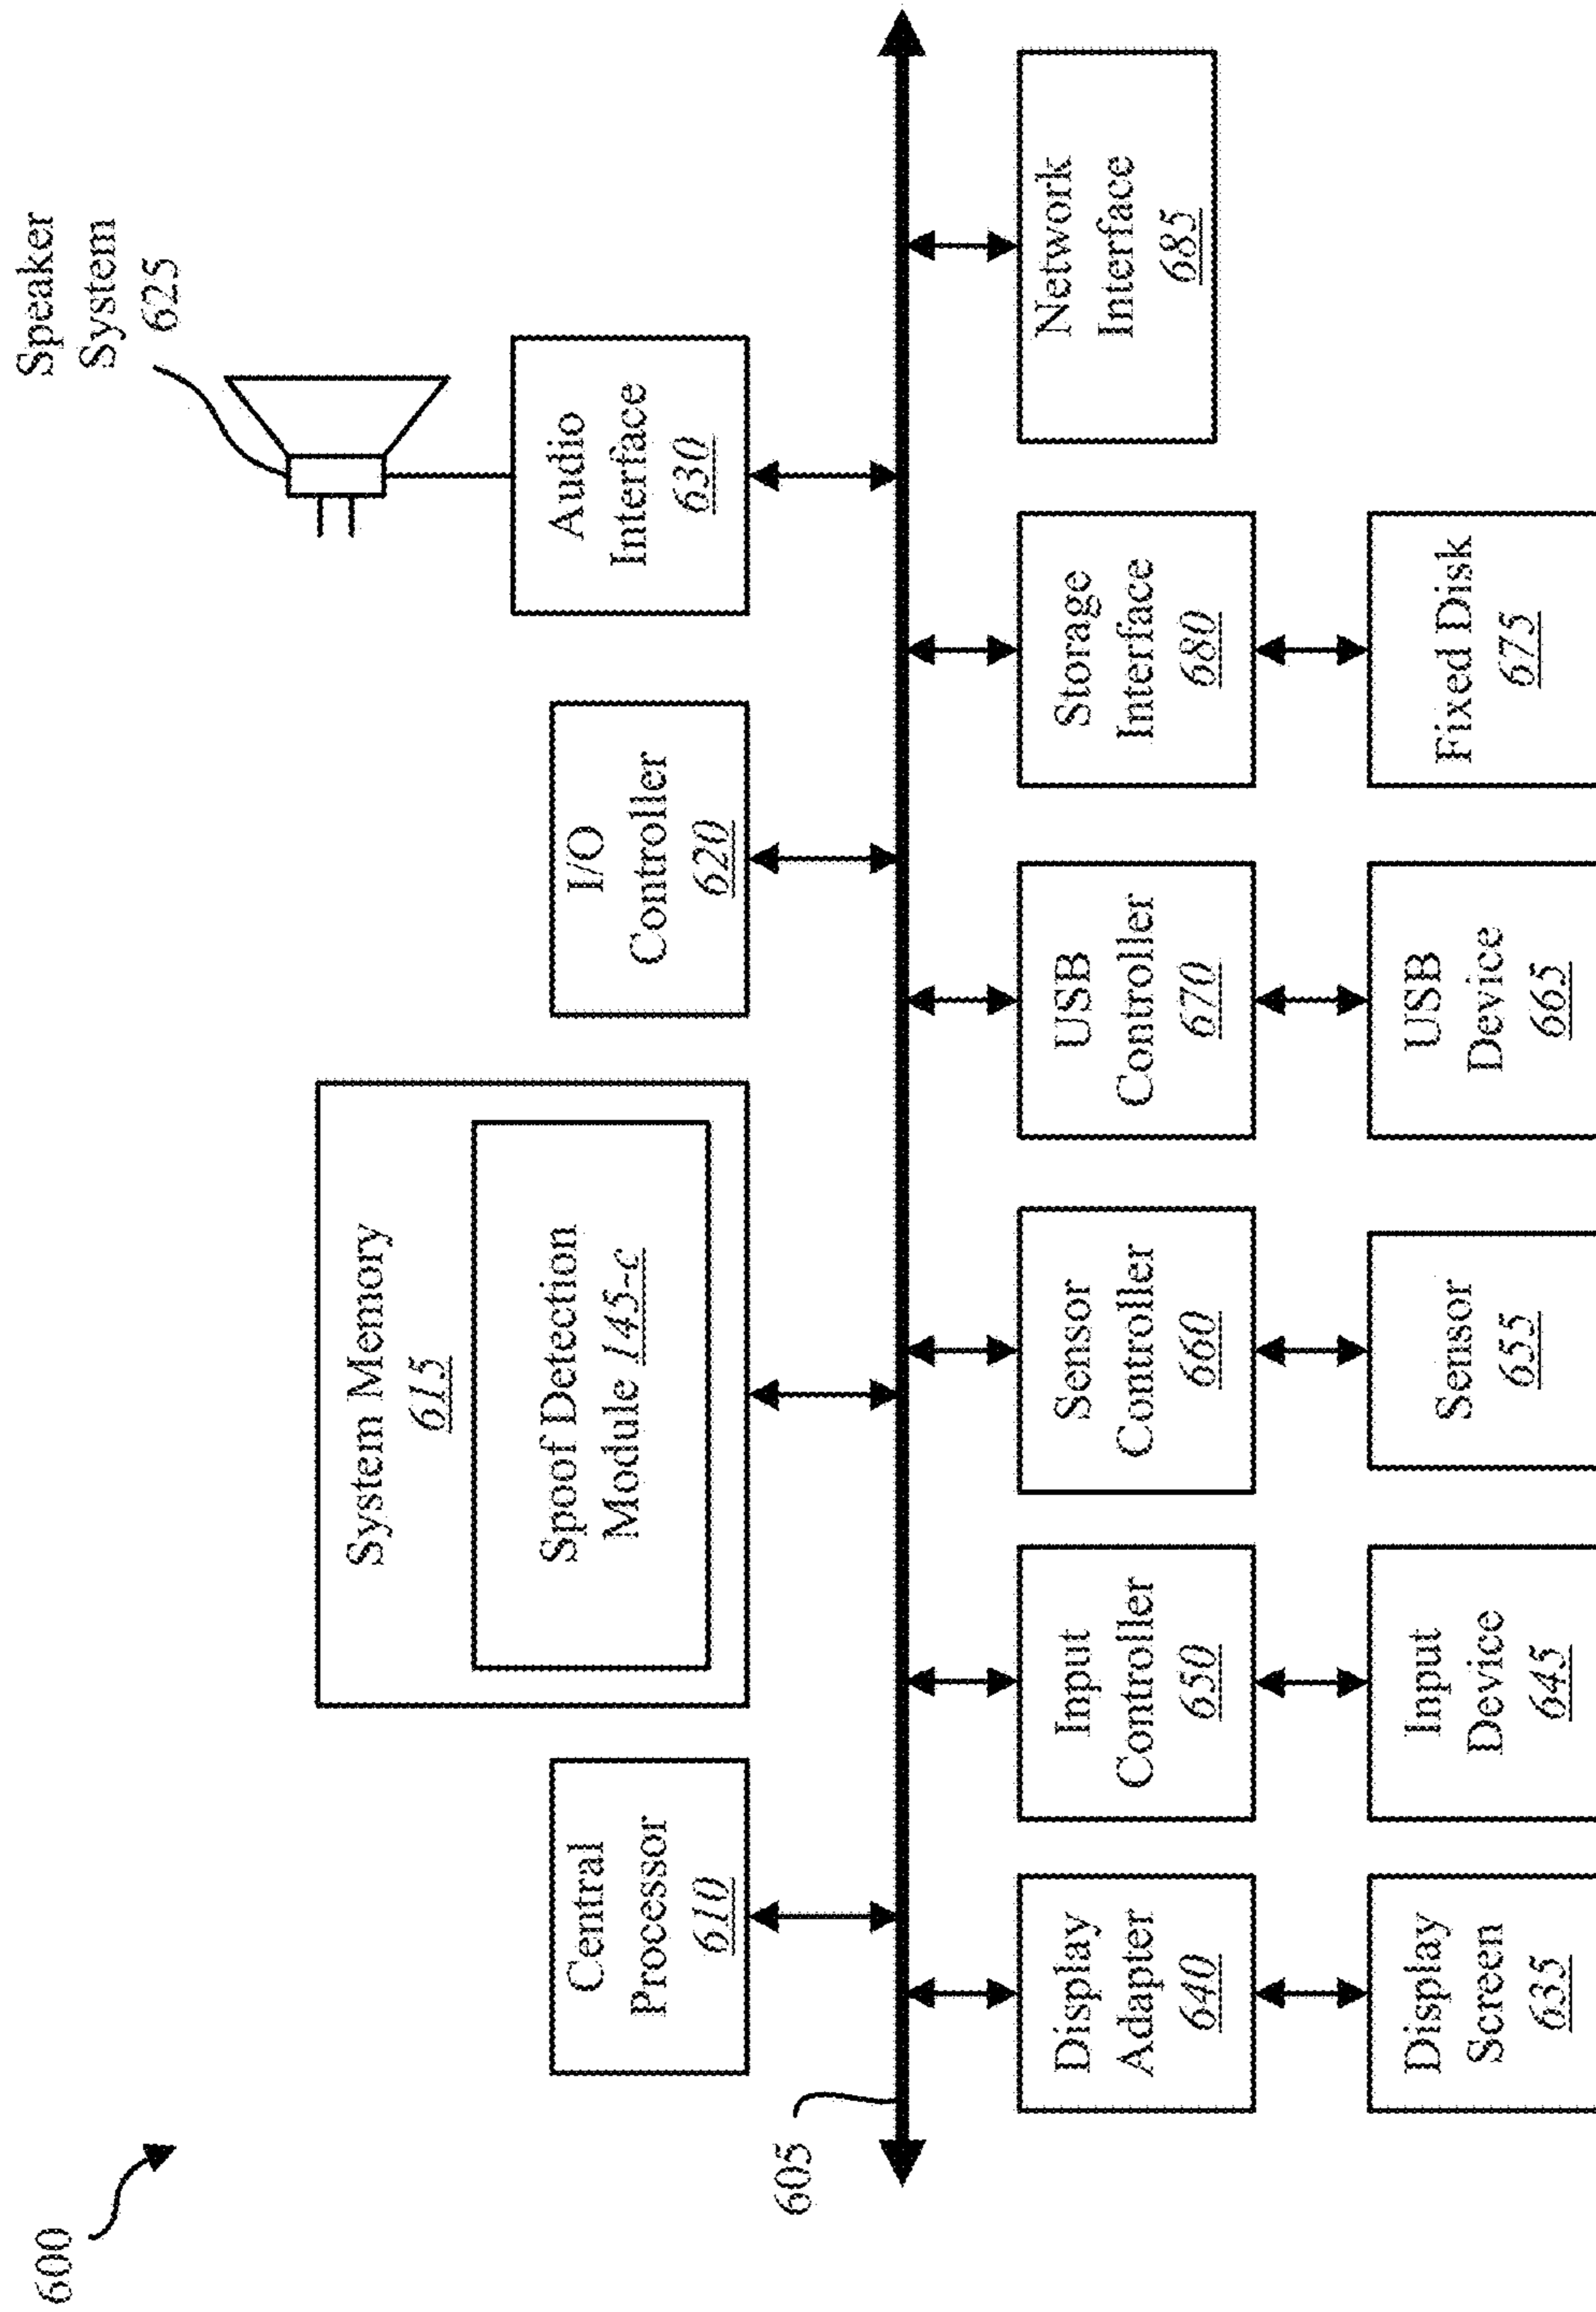 600
Speaker
System
625
Central
Processor
610
System Memory
615
Spoof Detection
Module 145-c
I/O
Controller
620
Audio
Interface
630
605
Display
Adapter
640
Input
Controller
650
Sensor
Controller
660
USB
Controller
670
Storage
Interface
680
Network
Interface
685
Display
Screen
635
Input
Device
645
Sensor
655
USB
Device
665
Fixed Disk
675